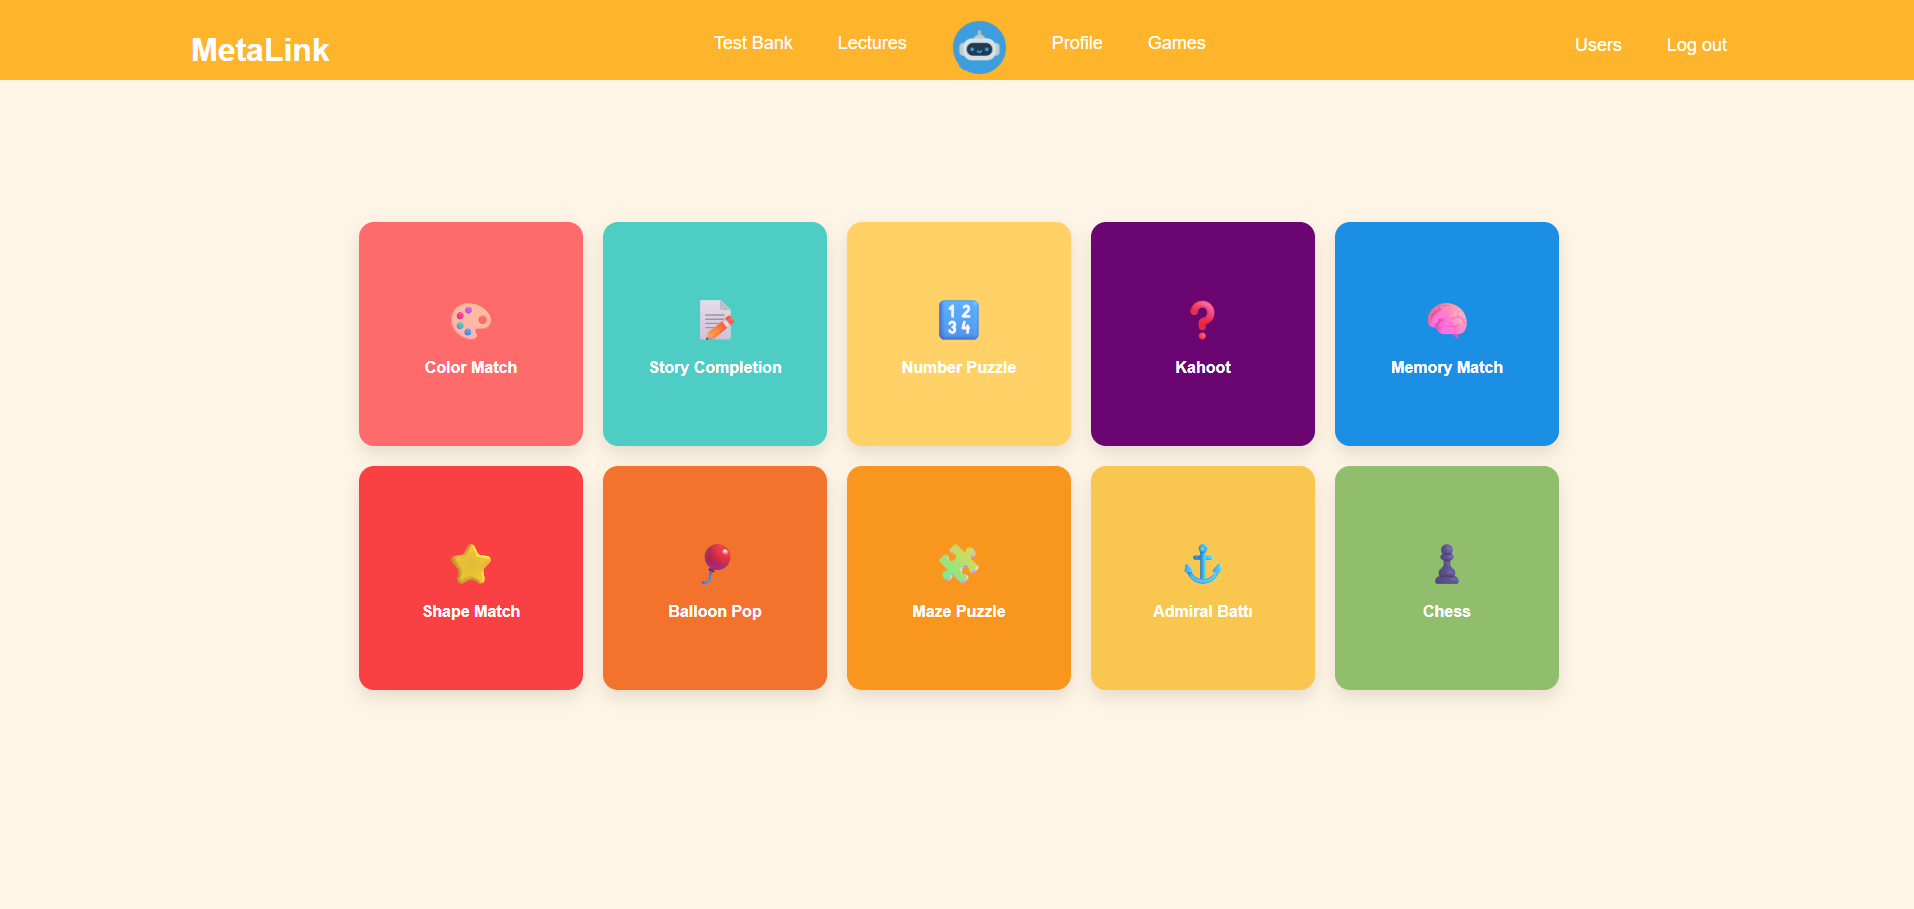 MetaLink
Test Bank
Lectures
Profile
Games
Users
Log out
Color Match
Story Completion
1 2
3 4
Number Puzzle
Kahoot
Memory Match
Shape Match
Balloon Pop
Maze Puzzle
Admiral Battı
Chess